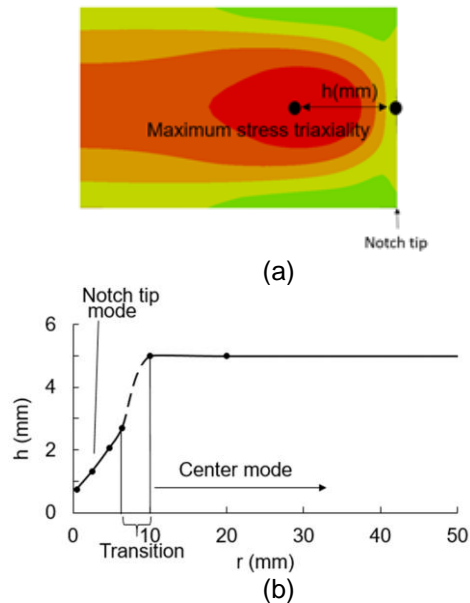 h(mm)
Maximum stress triaxiality
Notch tip
(a)
Notch tip
mode
6
4
2
0
h (mm)
Center mode
0
10
20
30
40
50
Transition
r (mm)
(b)